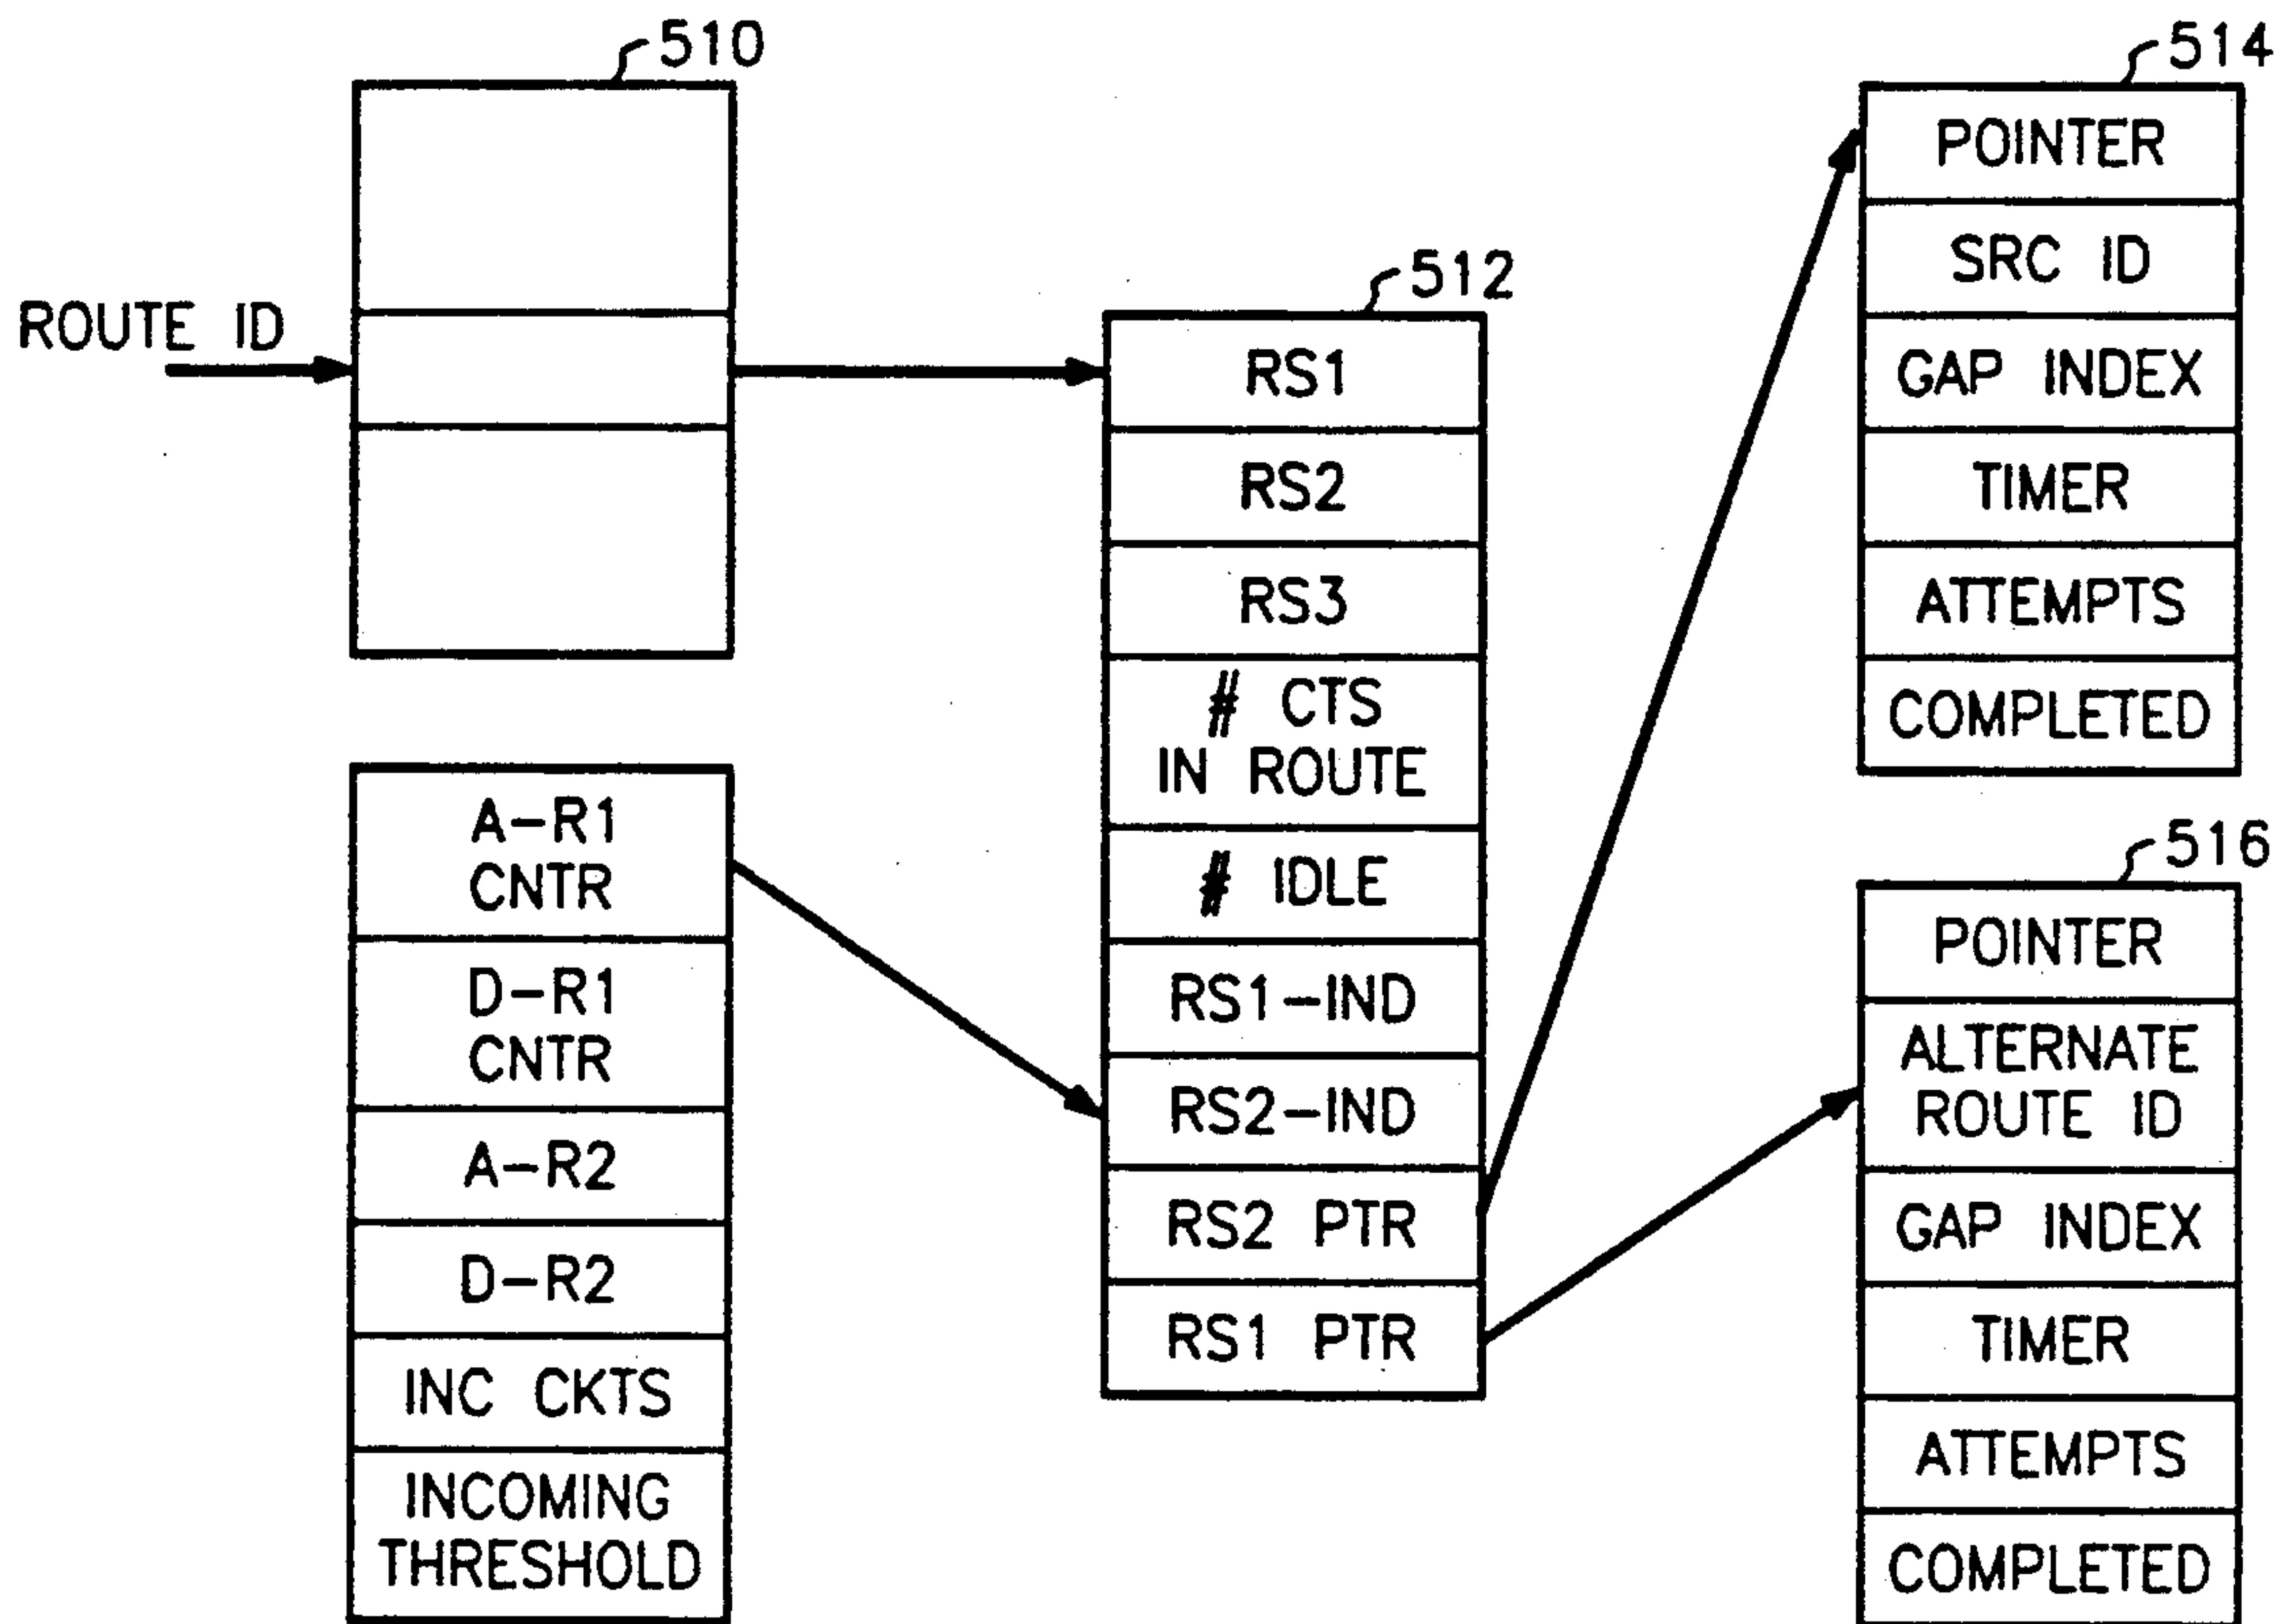 510
ROUTE ID
512
RS1
RS2
RS3
# CTS
IN ROUTE
# IDLE
RS1-IND
RS2-IND
RS2 PTR
RS1 PTR
A-R1
CNTR
D-R1
CNTR
A-R2
D-R2
INC CKTS
INCOMING
THRESHOLD
514
POINTER
SRC ID
GAP INDEX
TIMER
ATTEMPTS
COMPLETED
516
POINTER
ALTERNATE
ROUTE ID
GAP INDEX
TIMER
ATTEMPTS
COMPLETED